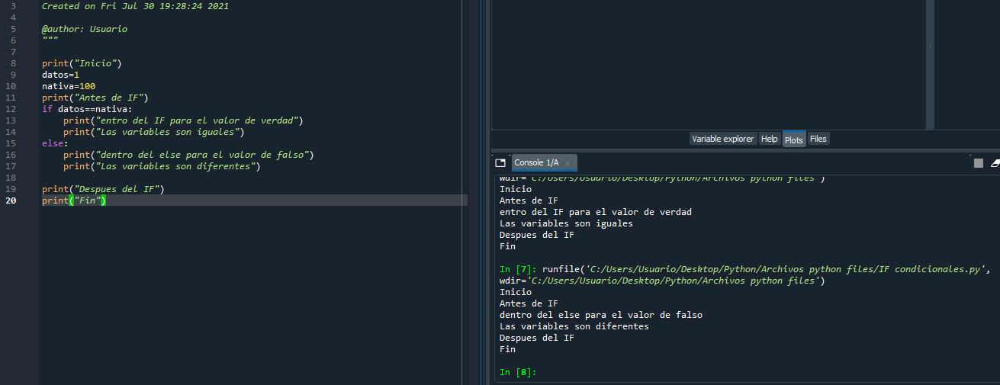 3 Created on Fri Jul 30 19:28:24 2021
4
5 @author: Usuario
6 """
7
8 print("Inicio")
9 datos=1
10 nativa=100
11 print("Antes de IF")
12 if datos==nativa:
13 print("entro del IF para el valor de verdad")
14 print("Las variables son iguales")
15 else:
16 print("dentro del else para el valor de falso")
17 print("Las variables son diferentes")
18
19 print("Despues del IF")
20 print("Fin")
Variable explorer Help Plots Files
Console 1/A
wdir='C:/Users/Usuario/Desktop/Python/Archivos python files')
Inicio
Antes de IF
entro del IF para el valor de verdad
Las variables son iguales
Despues del IF
Fin
In [7]: runfile('C:/Users/Usuario/Desktop/Python/Archivos python files/IF condicionales.py',
wdir='C:/Users/Usuario/Desktop/Python/Archivos python files')
Inicio
Antes de IF
dentro del else para el valor de falso
Las variables son diferentes
Despues del IF
Fin
In [8]: